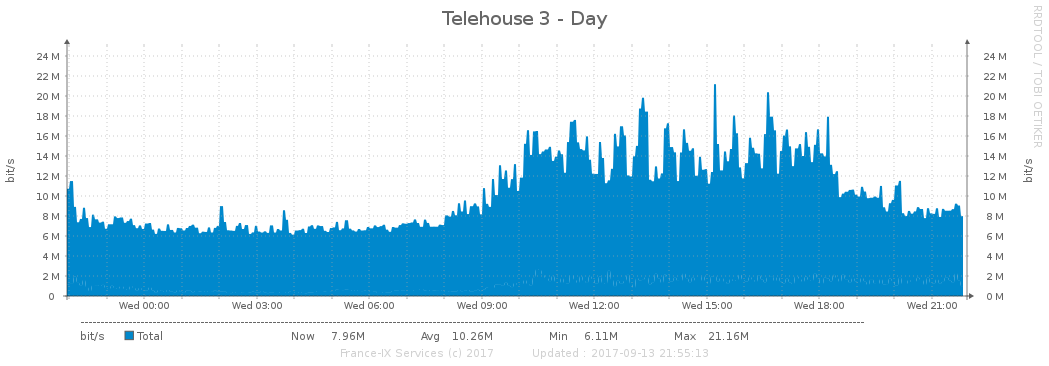 Telehouse 3 - Day
RRDTOOL / TOBI OETIKER
bit/s
24 M 24 M
22 M 22 M
20 M 20 M
18 M 18 M
16 M 16 M
14 M 14 M
12 M 12 M
10 M 10 M
8 M 8 M
6 M 6 M
4 M 4 M
2 M 2 M
0 0 M
bit/s
Wed 00:00 Wed 03:00 Wed 06:00 Wed 09:00 Wed 12:00 Wed 15:00 Wed 18:00 Wed 21:00
bit/s Total Now 7.96M Avg 10.26M Min 6.11M Max 21.16M
France-IX Services (c) 2017 Updated : 2017-09-13 21:55:13